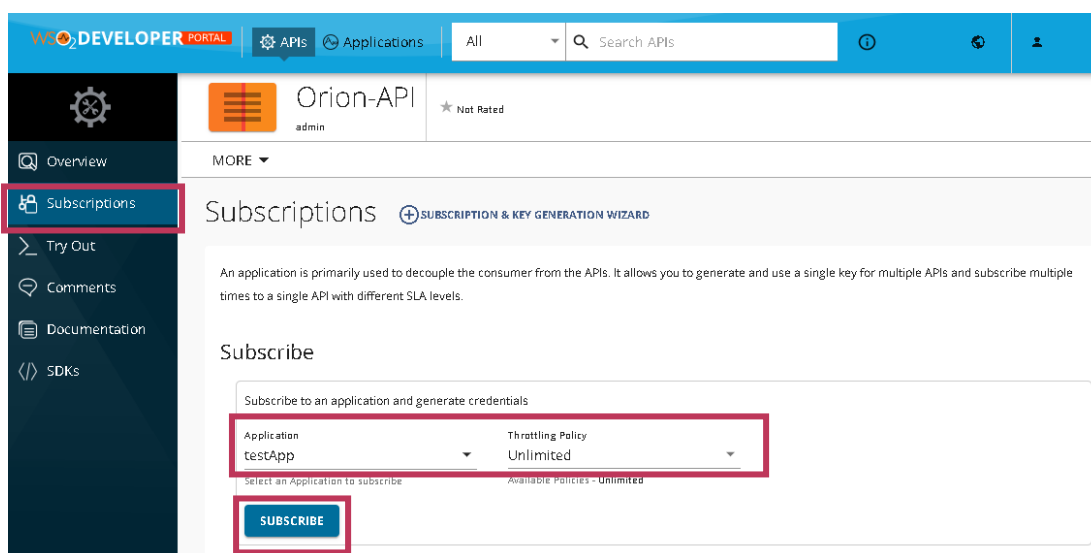 WSO2 DEVELOPER PORTAL APIs Applications All Search APIs
Orion-API
admin
Not Rated
Overview
MORE
Subscriptions
Subscriptions
SUBSCRIPTION & KEY GENERATION WIZARD
Try Out
Comments
Documentation
SDKs
An application is primarily used to decouple the consumer from the APIs. It allows you to generate and use a single key for multiple APIs and subscribe multiple
times to a single API with different SLA levels.
Subscribe
Subscribe to an application and generate credentials
Application
testApp
Select an Application to subscribe
Throttling Policy
Unlimited
Available Policies - Unlimited
SUBSCRIBE